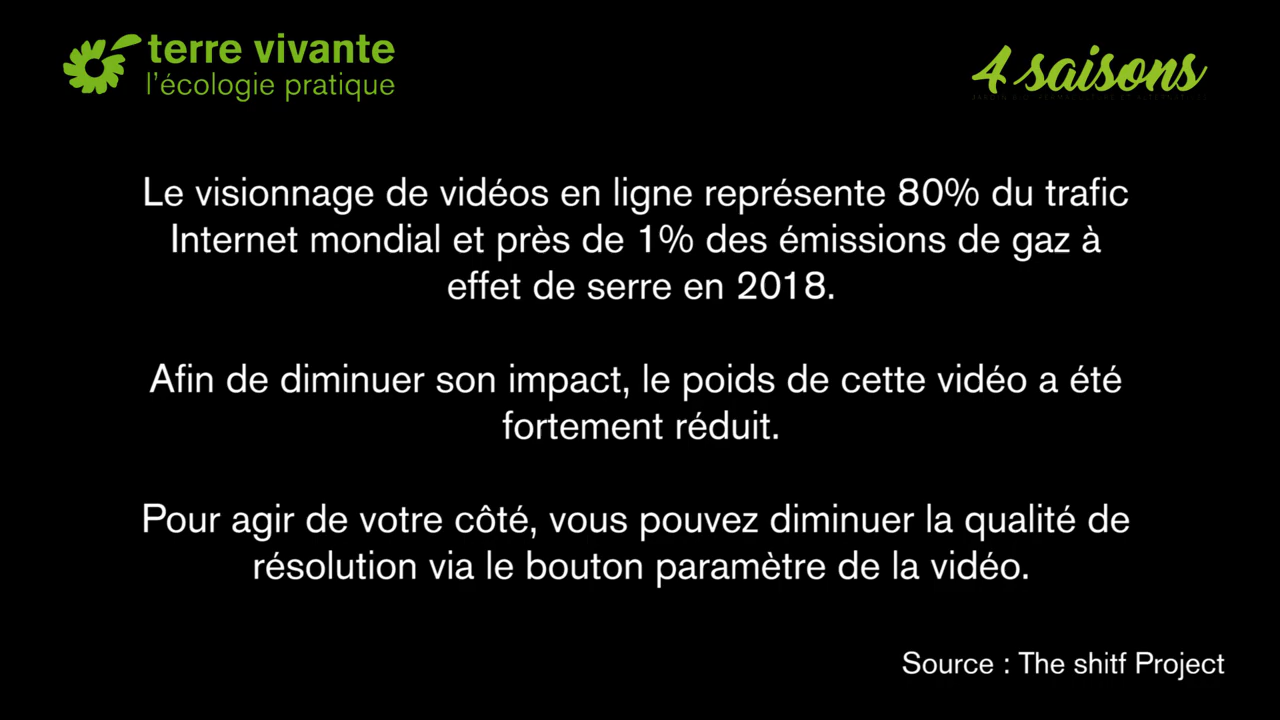 terre vivante
l'écologie pratique
4 saisons
Le visionnage de vidéos en ligne représente 80% du trafic
Internet mondial et près de 1% des émissions de gaz à
effet de serre en 2018.
Afin de diminuer son impact, le poids de cette vidéo a été
fortement réduit.
Pour agir de votre côté, vous pouvez diminuer la qualité de
résolution via le bouton paramètre de la vidéo.
Source : The shitf Project